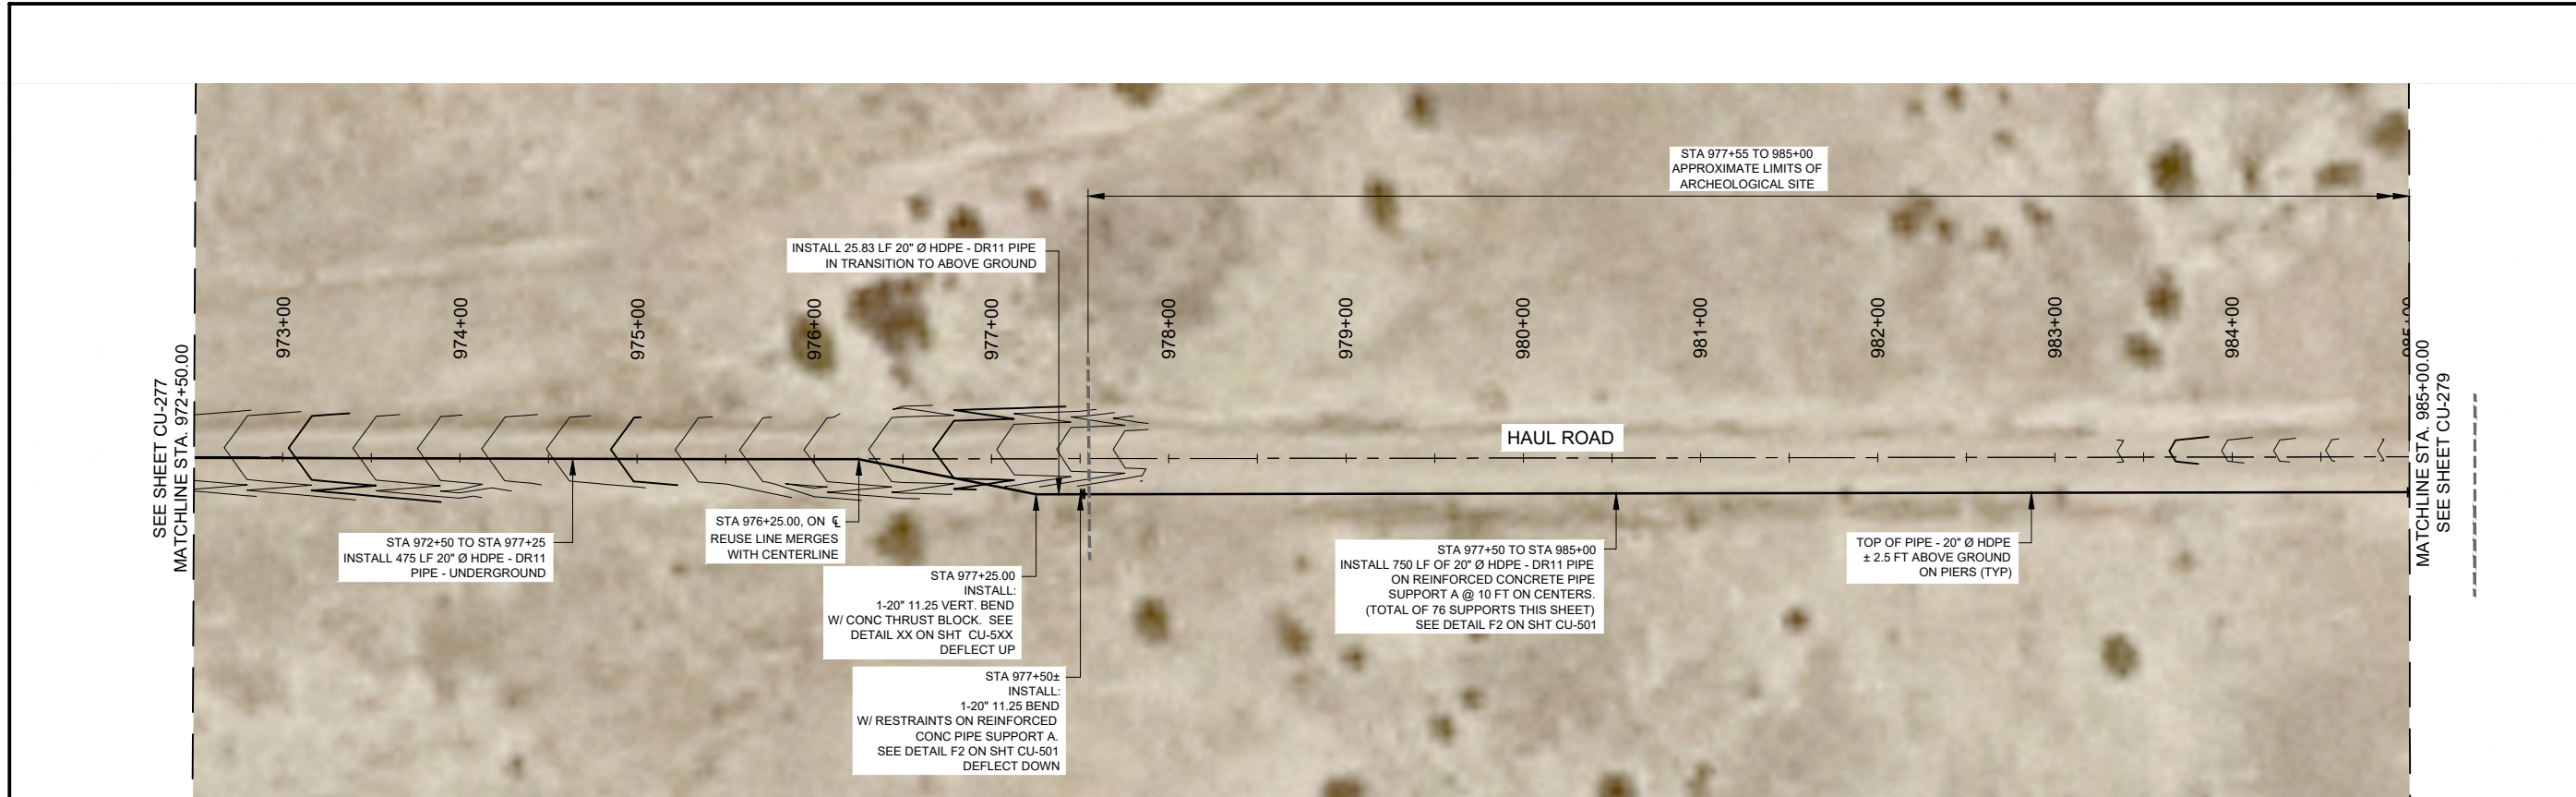 STA 977+55 TO 985+00
APPROXIMATE LIMITS OF
ARCHEOLOGICAL SITE
INSTALL 25.83 LF 20" Ø HDPE - DR11 PIPE
IN TRANSITION TO ABOVE GROUND
973+00
974+00
975+00
976+00
977+00
978+00
979+00
980+00
981+00
982+00
983+00
984+00
985+00
SEE SHEET CU-277
MATCHLINE STA. 972+50.00
HAUL ROAD
MATCHLINE STA. 985+00.00
SEE SHEET CU-279
STA 972+50 TO STA 977+25
INSTALL 475 LF 20" Ø HDPE - DR11
PIPE - UNDERGROUND
STA 976+25.00, ON ℄
REUSE LINE MERGES
WITH CENTERLINE
STA 977+25.00
INSTALL:
1-20" 11.25 VERT. BEND
W/ CONC THRUST BLOCK. SEE
DETAIL XX ON SHT CU-5XX
DEFLECT UP
STA 977+50±
INSTALL:
1-20" 11.25 BEND
W/ RESTRAINTS ON REINFORCED
CONC PIPE SUPPORT A.
SEE DETAIL F2 ON SHT CU-501
DEFLECT DOWN
STA 977+50 TO STA 985+00
INSTALL 750 LF OF 20" Ø HDPE - DR11 PIPE
ON REINFORCED CONCRETE PIPE
SUPPORT A @ 10 FT ON CENTERS.
(TOTAL OF 76 SUPPORTS THIS SHEET)
SEE DETAIL F2 ON SHT CU-501
TOP OF PIPE - 20" Ø HDPE
± 2.5 FT ABOVE GROUND
ON PIERS (TYP)